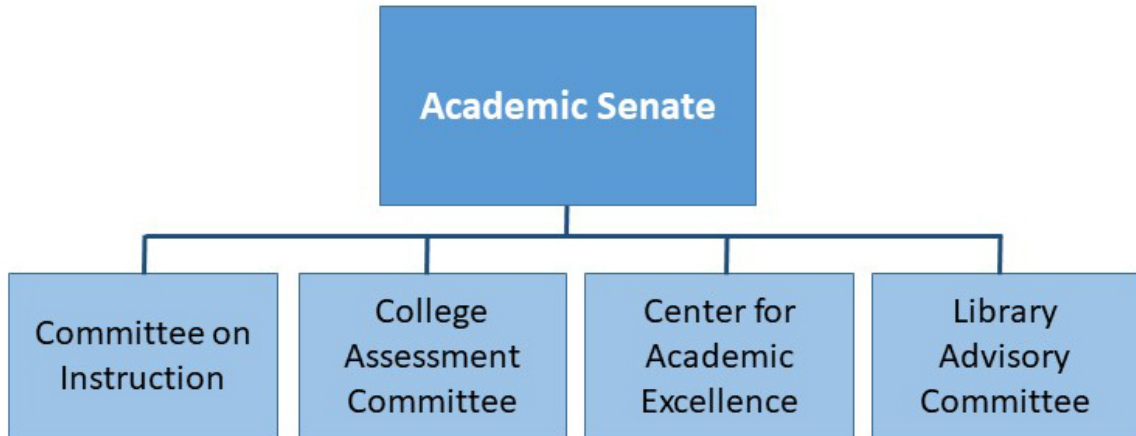 Academic Senate
Committee on
Instruction
College
Assessment
Committee
Center for
Academic
Excellence
Library
Advisory
Committee